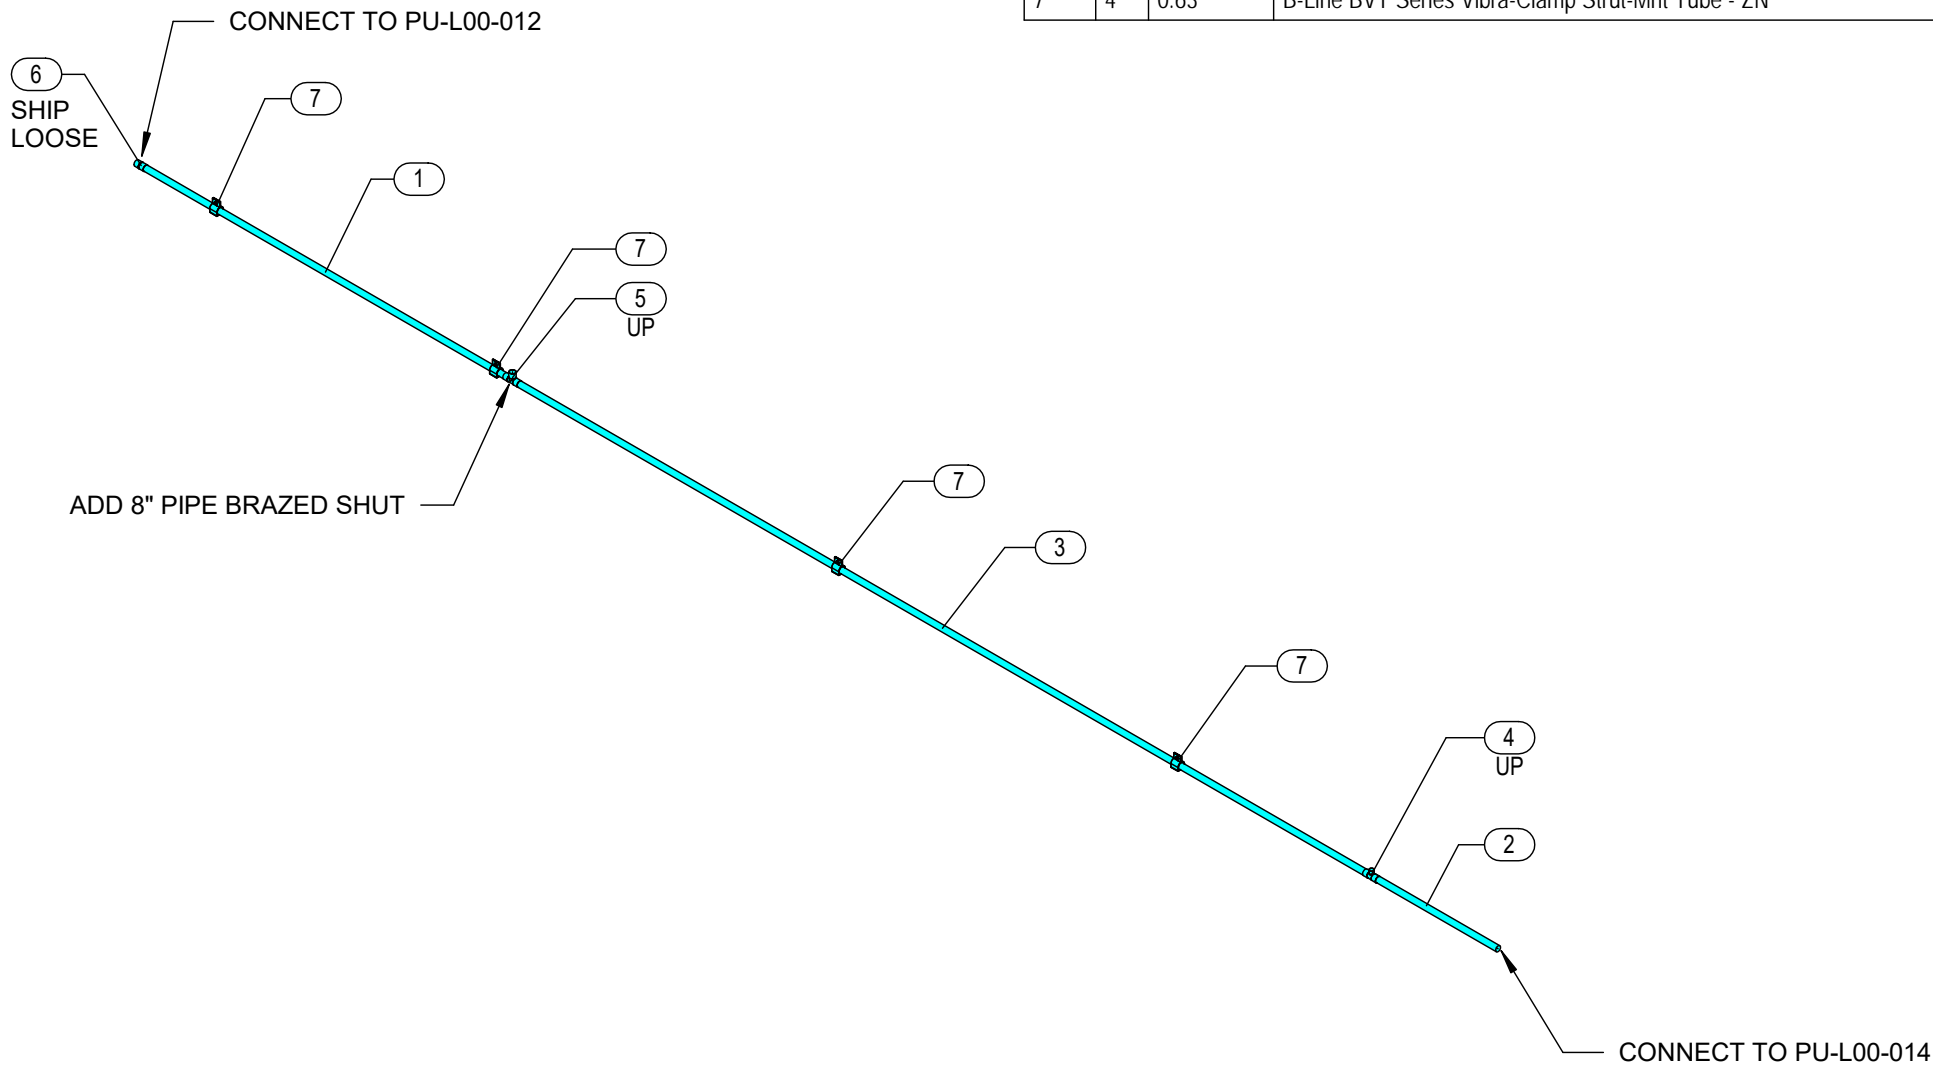 7 4 0.63 B-Line BVT Series Vibra-Clamp Strut-Mnt Tube - ZN
CONNECT TO PU-L00-012
6
SHIP
LOOSE
7
1
7
5
UP
ADD 8" PIPE BRAZED SHUT
7
3
7
4
UP
2
CONNECT TO PU-L00-014